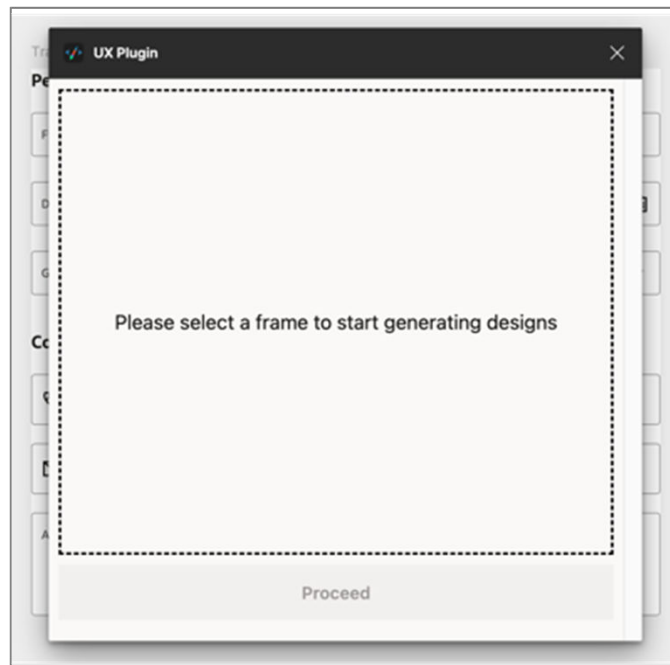 UX Plugin
Please select a frame to start generating designs
Proceed